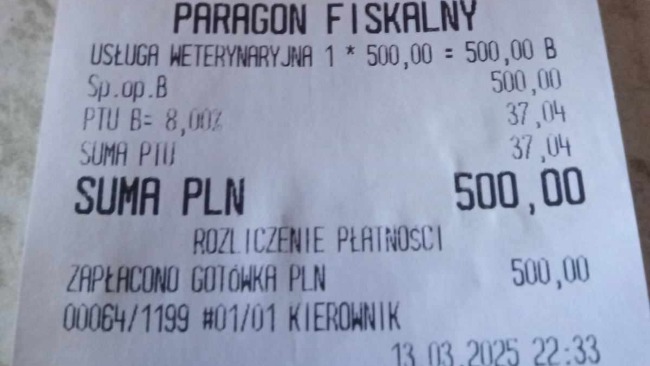 PARAGON FISKALNY
USŁUGA WETERYNARYJNA 1 * 500,00 = 500,00 B
Sp.op.B 500,00
PTU B= 8,00% 37,04
SUMA PTU 37,04
SUMA PLN 500,00
ROZLICZENIE PŁATNOŚCI
ZAPŁACONO GOTÓWKA PLN 500,00
00064/1199 #01/01 KIEROWNIK
13.03.2025 22:33